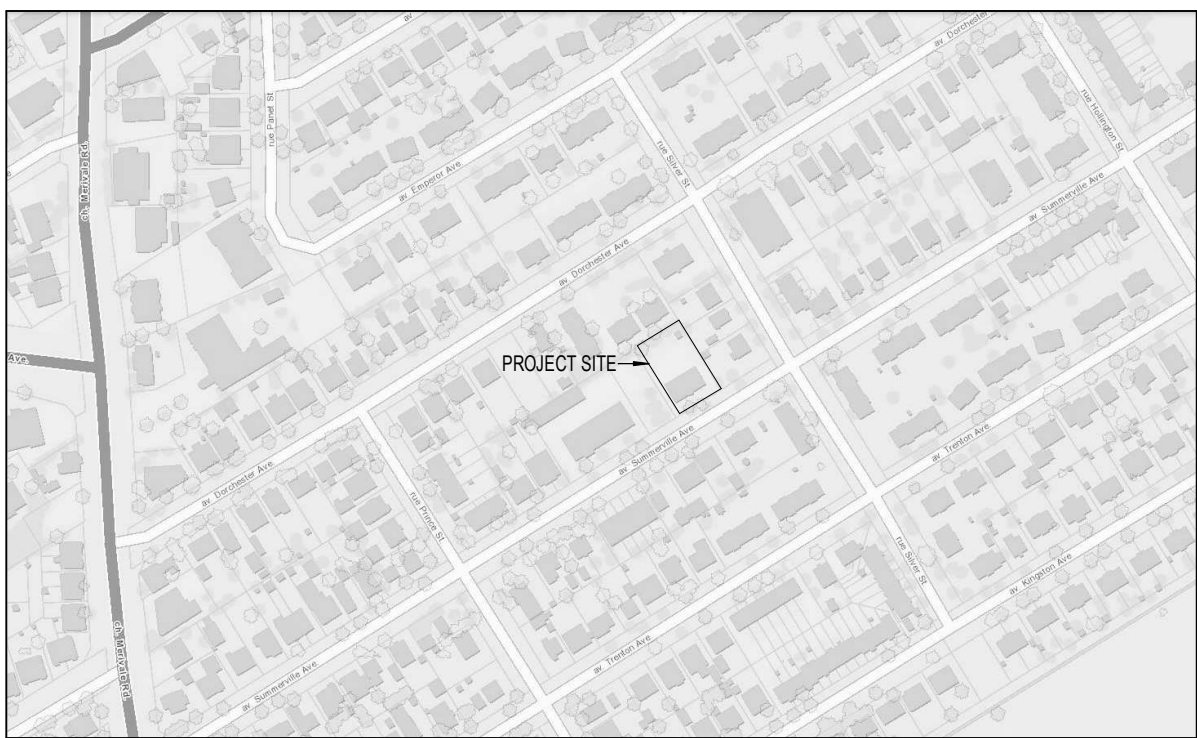 av Dorchest
rue Panet St
rue Hollington St
rue Silver St
ch. Merivale Rd.
av Emperor Ave
av Summerville Ave
av Dorchester Ave
PROJECT SITE
Ave.
av Summerville Ave
av Trenton Ave
av Dorchester Ave
rue Prince St
rue Silver St
av Kingston Ave
ch. Merivale Rd.
av Trenton Ave
av Summerville Ave